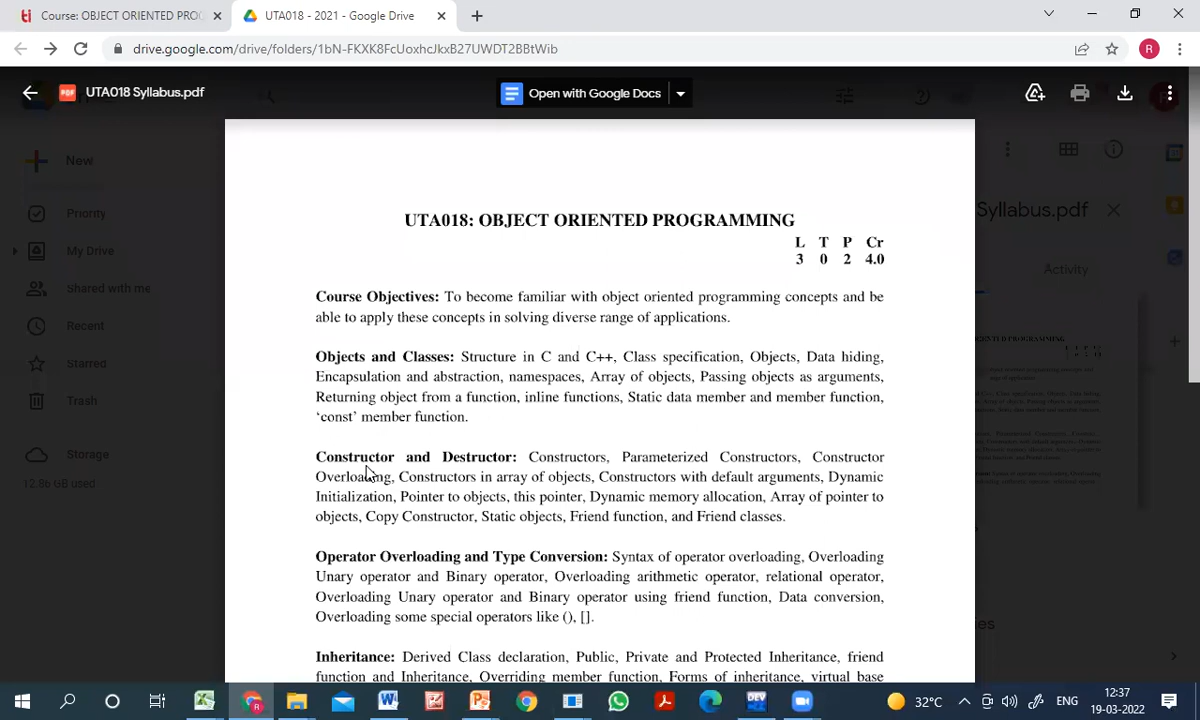 Course: OBJECT ORIENTED PROG
UTA018 - 2021 - Google Drive
drive.google.com/drive/folders/1bN-FKXK8FcUoxhcJkxB27UWDT2BBtWib
R
PDF
UTA018 Syllabus.pdf
Open with Google Docs
New
Priority
My Drive
Shared with me
Recent
Starred
Trash
Storage
12.86 GB used
Syllabus.pdf
Activity
UTA018: OBJECT ORIENTED PROGRAMMING
L T P Cr
3 0 2 4.0
Course Objectives: To become familiar with object oriented programming concepts and be
able to apply these concepts in solving diverse range of applications.
Objects and Classes: Structure in C and C++, Class specification, Objects, Data hiding,
Encapsulation and abstraction, namespaces, Array of objects, Passing objects as arguments,
Returning object from a function, inline functions, Static data member and member function,
‘const’ member function.
Constructor and Destructor: Constructors, Parameterized Constructors, Constructor
Overloading, Constructors in array of objects, Constructors with default arguments, Dynamic
Initialization, Pointer to objects, this pointer, Dynamic memory allocation, Array of pointer to
objects, Copy Constructor, Static objects, Friend function, and Friend classes.
Operator Overloading and Type Conversion: Syntax of operator overloading, Overloading
Unary operator and Binary operator, Overloading arithmetic operator, relational operator,
Overloading Unary operator and Binary operator using friend function, Data conversion,
Overloading some special operators like (), [].
Inheritance: Derived Class declaration, Public, Private and Protected Inheritance, friend
function and Inheritance, Overriding member function, Forms of inheritance, virtual base
32°C
ENG
12:37
19-03-2022